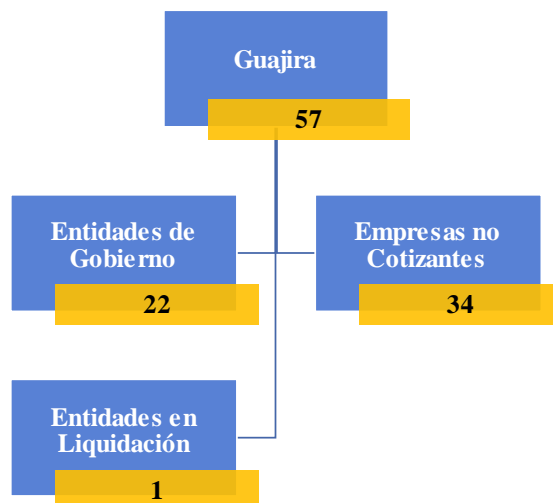 Guajira
57
Entidades de
Gobierno
22
Empresas no
Cotizantes
34
Entidades en
Liquidación
1